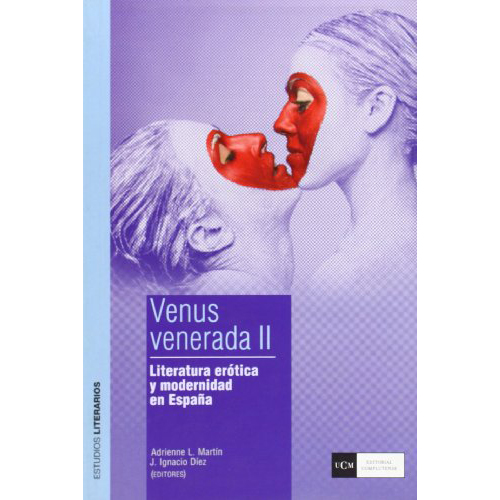 Venus
venerada II
Literatura erótica
y modernidad
en España
Adrienne L. Martín
J. Ignacio Díez
(EDITORES)
ESTUDIOS LITERARIOS
UCM
EDITORIAL
COMPLUTENSE